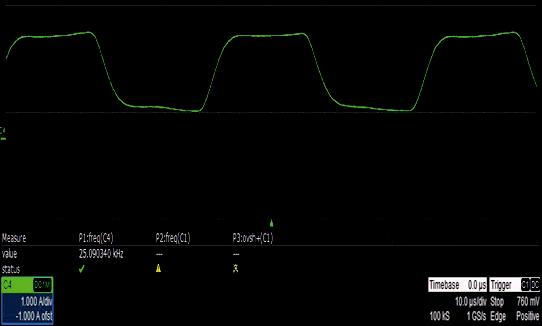 C4
Measure P1:freq(C4) P2:freq(C1) P3:ovsh+(C1)
value 25.090340 kHz --- ---
status
C4 DC1M
1.000 A/div
-1.000 A ofst
Timebase 0.0 µs Trigger C1 DC
10.0 µs/div Stop 760 mV
100 kS 1 GS/s Edge Positive